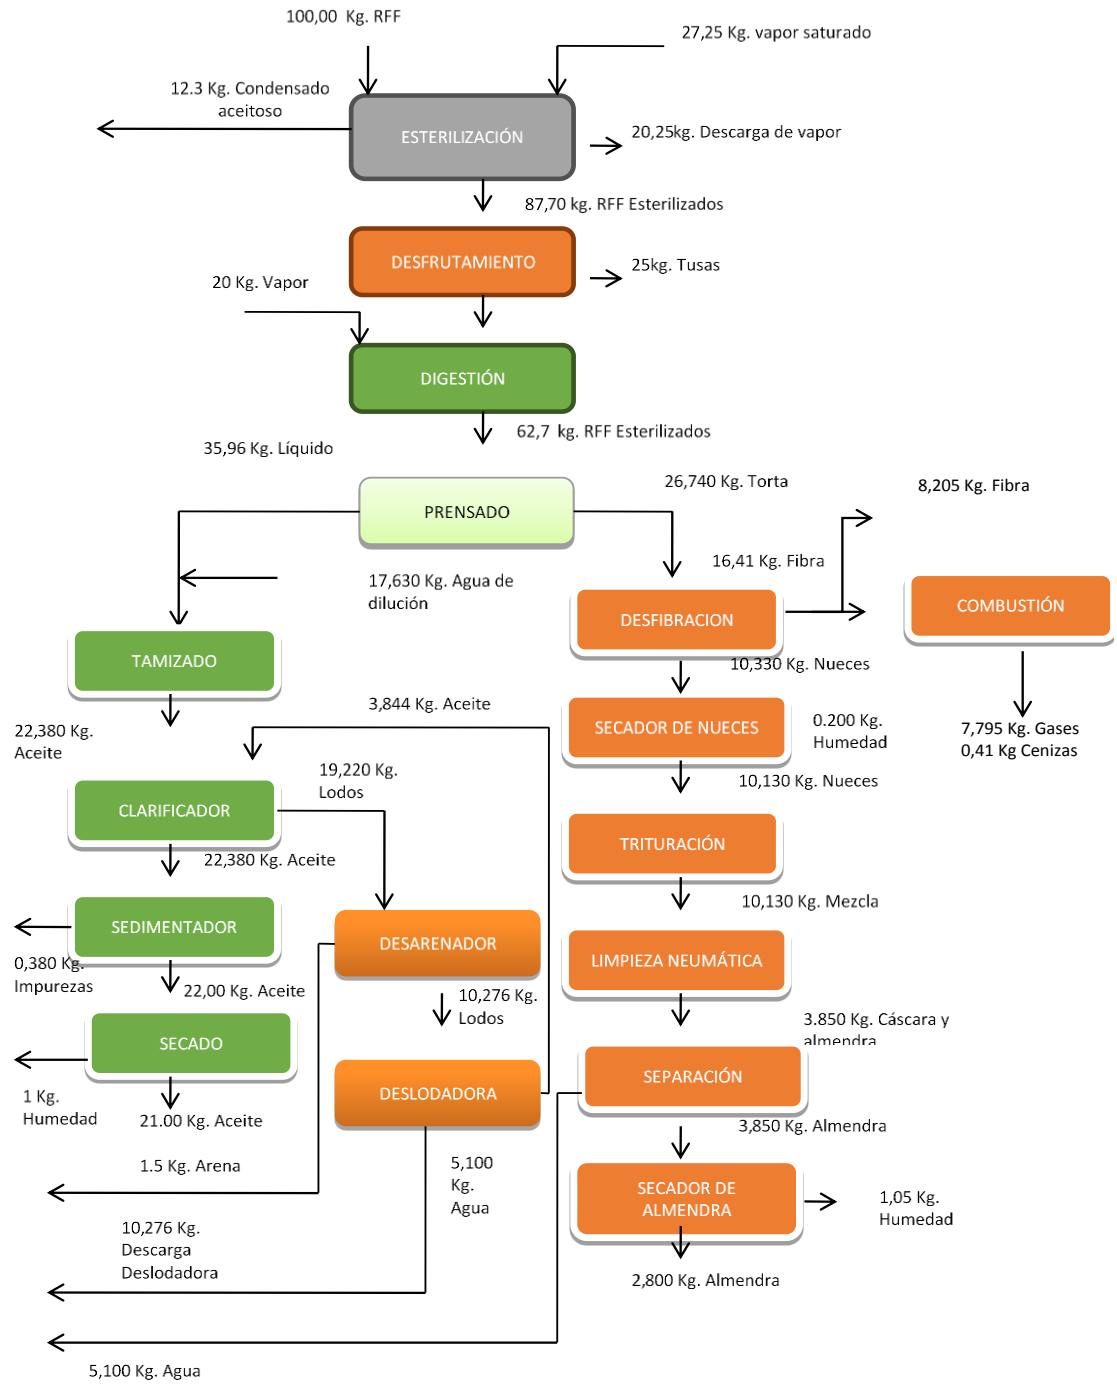 100,00 Kg. RFF
27,25 Kg. vapor saturado
12.3 Kg. Condensado
aceitoso
ESTERILIZACIÓN
20,25kg. Descarga de vapor
87,70 kg. RFF Esterilizados
DESFRUTAMIENTO
25kg. Tusas
20 Kg. Vapor
DIGESTIÓN
62,7 kg. RFF Esterilizados
35,96 Kg. Líquido
26,740 Kg. Torta
8,205 Kg. Fibra
PRENSADO
16,41 Kg. Fibra
17,630 Kg. Agua de
dilución
COMBUSTIÓN
DESFIBRACION
TAMIZADO
10,330 Kg. Nueces
3,844 Kg. Aceite
22,380 Kg.
Aceite
SECADOR DE NUECES
0.200 Kg.
Humedad
7,795 Kg. Gases
0,41 Kg Cenizas
19,220 Kg.
Lodos
10,130 Kg. Nueces
CLARIFICADOR
22,380 Kg. Aceite
TRITURACIÓN
10,130 Kg. Mezcla
SEDIMENTADOR
DESARENADOR
LIMPIEZA NEUMÁTICA
0,380 Kg.
Impurezas
22,00 Kg. Aceite
10,276 Kg.
Lodos
3.850 Kg. Cáscara y
almendra
SECADO
SEPARACIÓN
1 Kg.
Humedad
DESLODADORA
21.00 Kg. Aceite
3,850 Kg. Almendra
1.5 Kg. Arena
5,100
Kg.
Agua
SECADOR DE
ALMENDRA
1,05 Kg.
Humedad
10,276 Kg.
Descarga
Deslodadora
2,800 Kg. Almendra
5,100 Kg. Agua